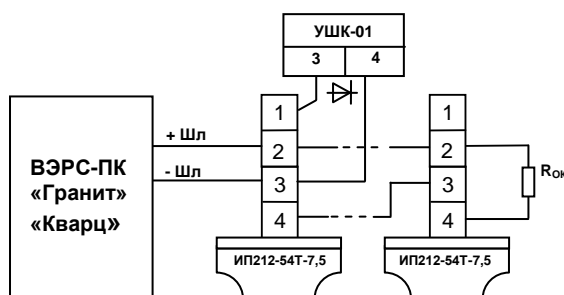 УШК-01
3 4
1
2
3
4
1
2
3
4
+ Шл
- Шл
ВЭРС-ПК
«Гранит»
«Кварц»
Rок
ИП212-54Т-7,5
ИП212-54Т-7,5